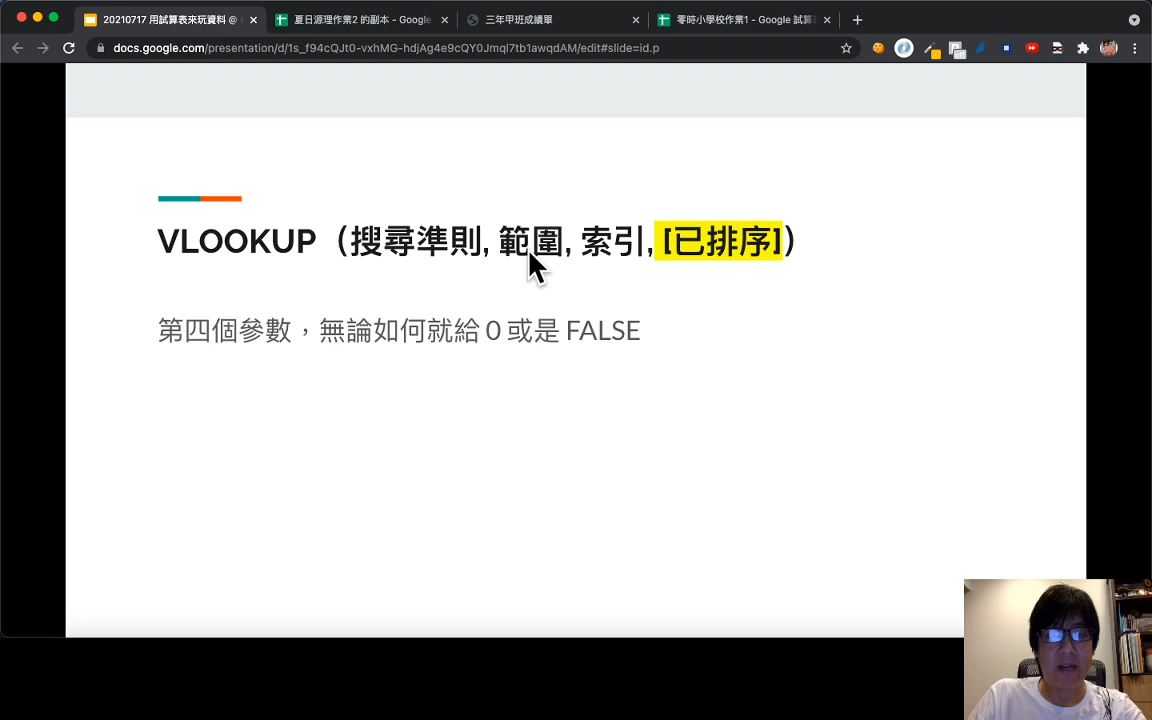 20210717 用試算表來玩資料 @
夏日源理作業2 的副本 - Google
三年甲班成績單
零時小學校作業1 - Google 試算
docs.google.com/presentation/d/1s_f94cQJt0-vxhMG-hdjAg4e9cQY0Jmql7tb1awqdAM/edit#slide=id.p
VLOOKUP（搜尋準則, 範圍, 索引, [已排序]）
第四個參數，無論如何就給 0 或是 FALSE